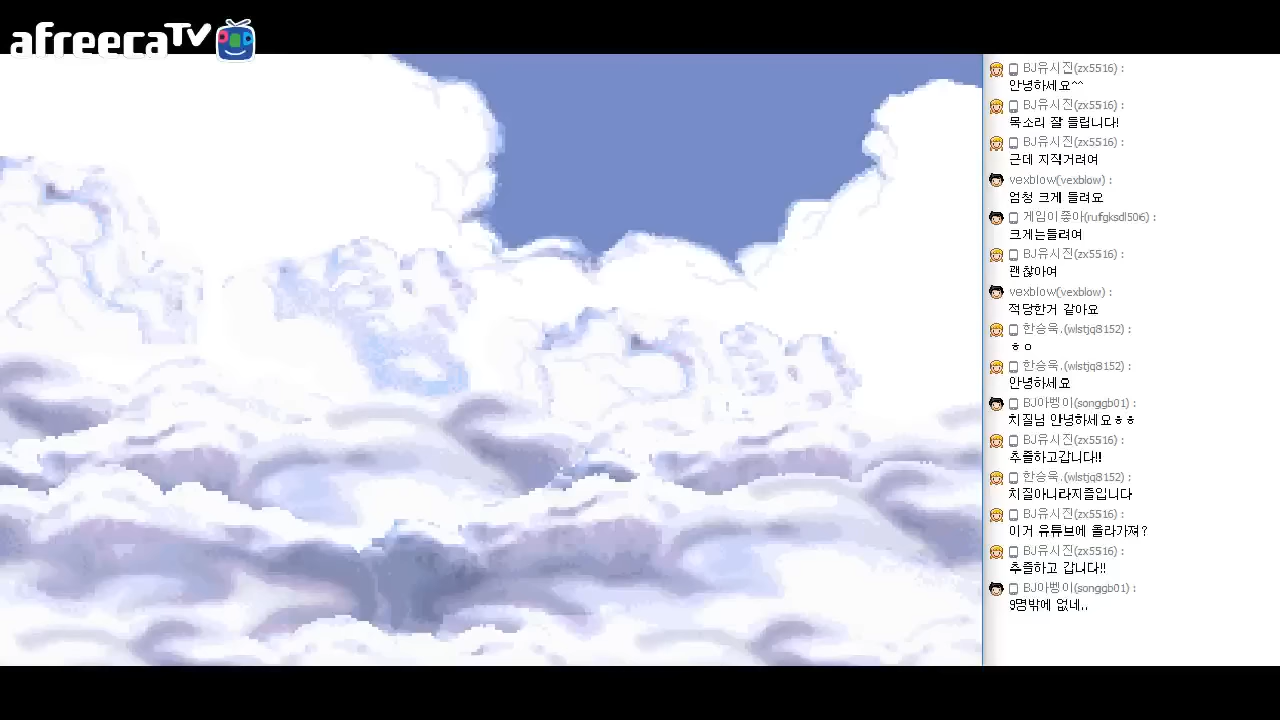 afreecaTV
BJ유시진(zx5516) :
안녕하세요^^
BJ유시진(zx5516) :
목소리 잘 들립니다!
BJ유시진(zx5516) :
근데 지직거려여
vexblow(vexblow) :
엄청 크게 들려요
게임이좋아(rufgksdl506) :
크게는들려여
BJ유시진(zx5516) :
괜찮아여
vexblow(vexblow) :
적당한거 같아요
한승욱.(wlstjq8152) :
ㅎㅇ
한승욱.(wlstjq8152) :
안녕하세요
BJ아벵이(songgb01) :
치질님 안녕하세요ㅎㅎ
BJ유시진(zx5516) :
추즐하고갑니다!!
한승욱.(wlstjq8152) :
치질아니라지즐입니다
BJ유시진(zx5516) :
이거 유튜브에 올라가져?
BJ유시진(zx5516) :
추즐하고 갑니다!!
BJ아벵이(songgb01) :
9명밖에 없네..